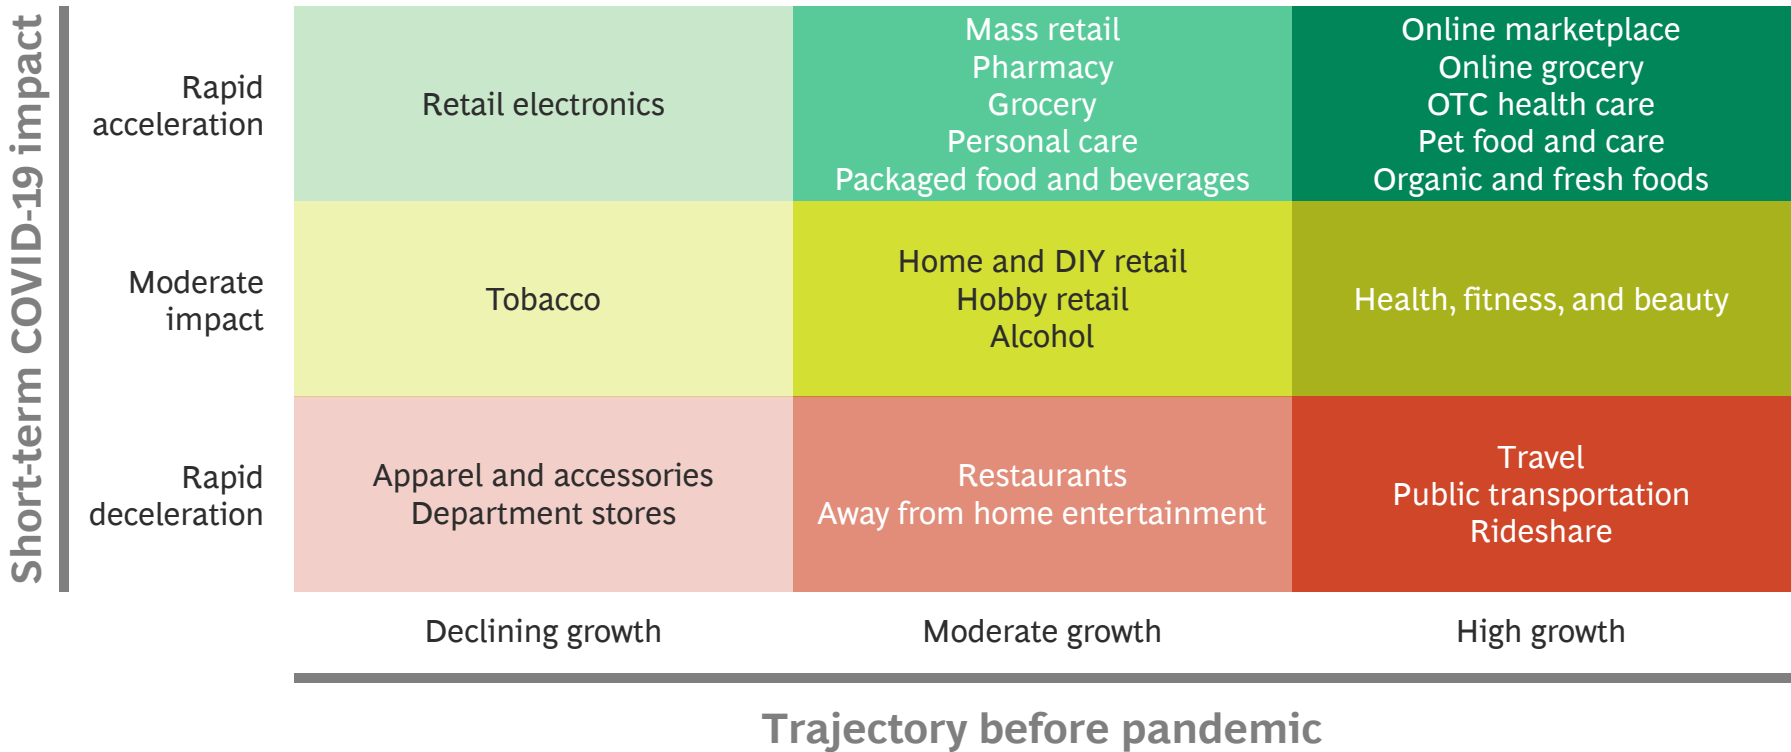 Short-term COVID-19 impact
Rapid
acceleration
Retail electronics
Mass retail
Pharmacy
Grocery
Personal care
Packaged food and beverages
Online marketplace
Online grocery
OTC health care
Pet food and care
Organic and fresh foods
Moderate
impact
Tobacco
Home and DIY retail
Hobby retail
Alcohol
Health, fitness, and beauty
Rapid
deceleration
Apparel and accessories
Department stores
Restaurants
Away from home entertainment
Travel
Public transportation
Rideshare
Declining growth
Moderate growth
High growth
Trajectory before pandemic